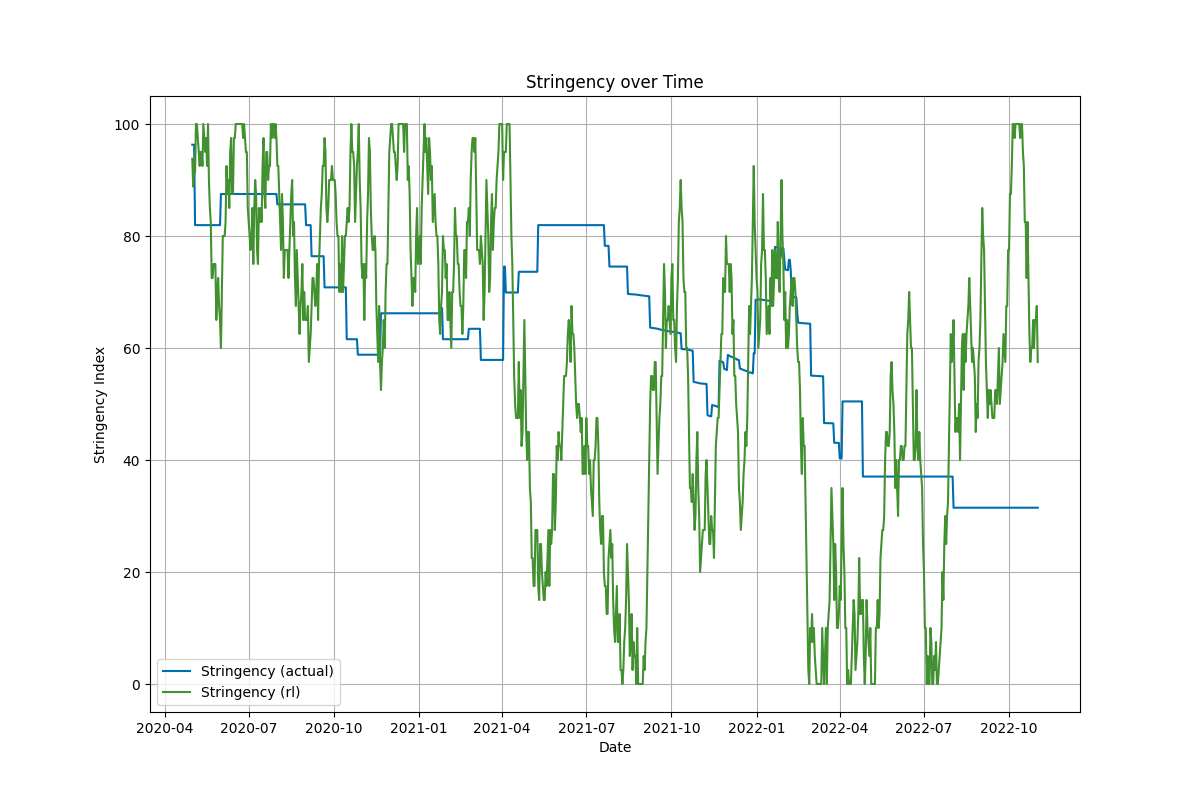 Stringency over Time
100
80
60
40
20
0
Stringency Index
Stringency (actual)
Stringency (rl)
2020-04 2020-07 2020-10 2021-01 2021-04 2021-07 2021-10 2022-01 2022-04 2022-07 2022-10
Date